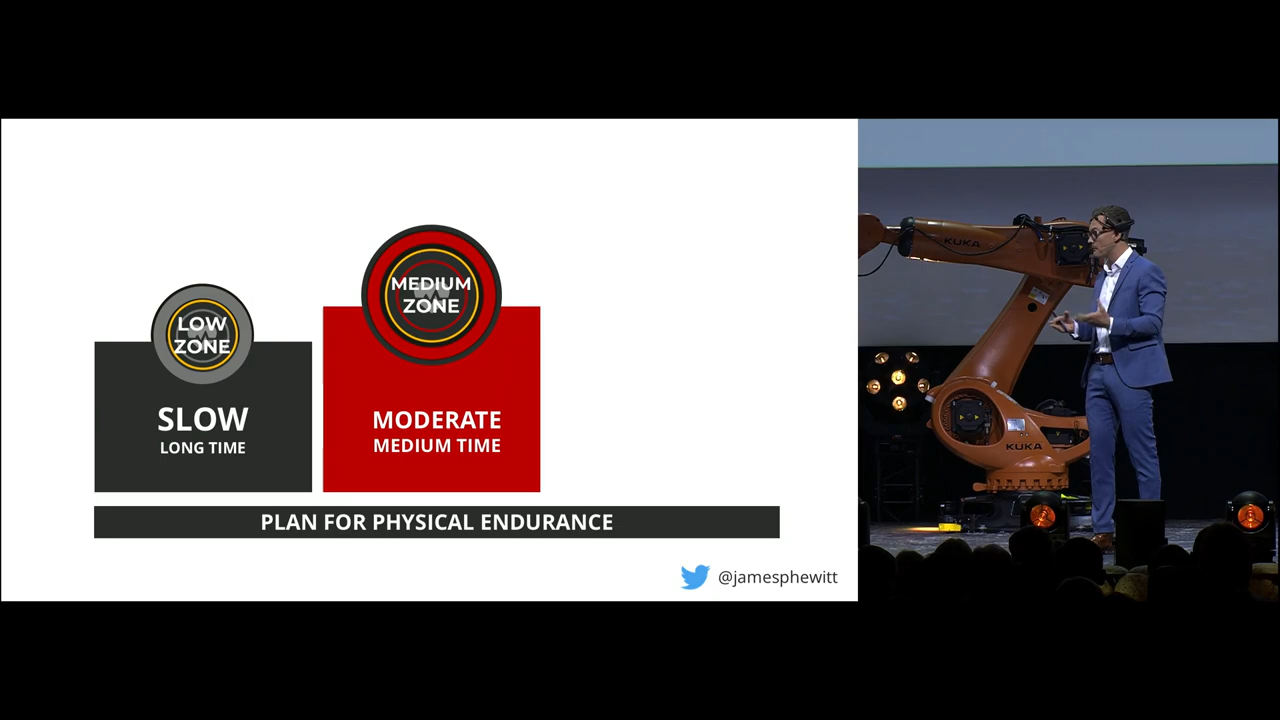 LOW
ZONE
SLOW
LONG TIME
MEDIUM
ZONE
MODERATE
MEDIUM TIME
PLAN FOR PHYSICAL ENDURANCE
@jamesphewitt
KUKA
KUKA